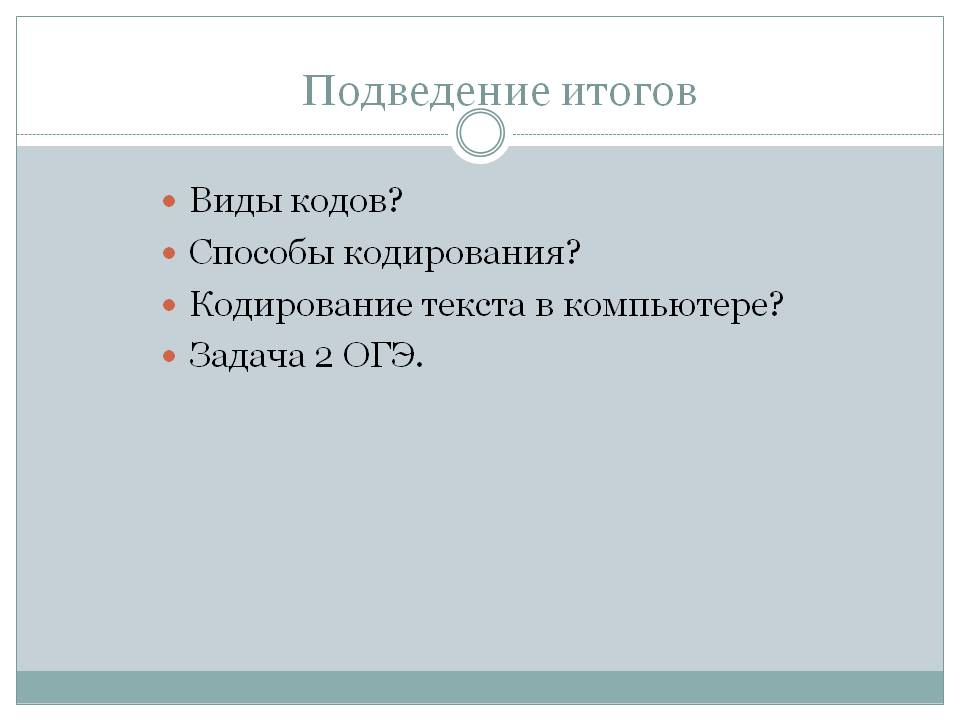 Подведение итогов
Виды кодов?
Способы кодирования?
Кодирование текста в компьютере?
Задача 2 ОГЭ.